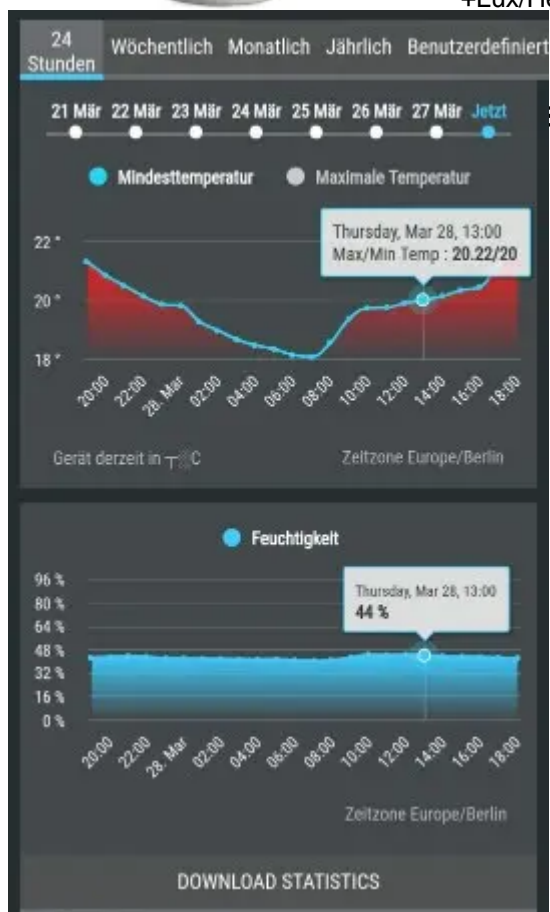 24
Stunden
Wöchentlich
Monatlich
Jährlich
Benutzerdefiniert
21 Mär
22 Mär
23 Mär
24 Mär
25 Mär
26 Mär
27 Mär
Jetzt
Mindesttemperatur
Maximale Temperatur
Thursday, Mar 28, 13:00
Max/Min Temp : 20.22/20
22 °
20 °
18 °
20:00
22:00
28. Mar
02:00
04:00
06:00
08:00
10:00
12:00
14:00
16:00
18:00
Gerät derzeit in ┬░C
Zeitzone Europe/Berlin
Feuchtigkeit
Thursday, Mar 28, 13:00
44 %
96 %
80 %
64 %
48 %
32 %
16 %
0 %
20:00
22:00
28. Mar
02:00
04:00
06:00
08:00
10:00
12:00
14:00
16:00
18:00
Zeitzone Europe/Berlin
DOWNLOAD STATISTICS